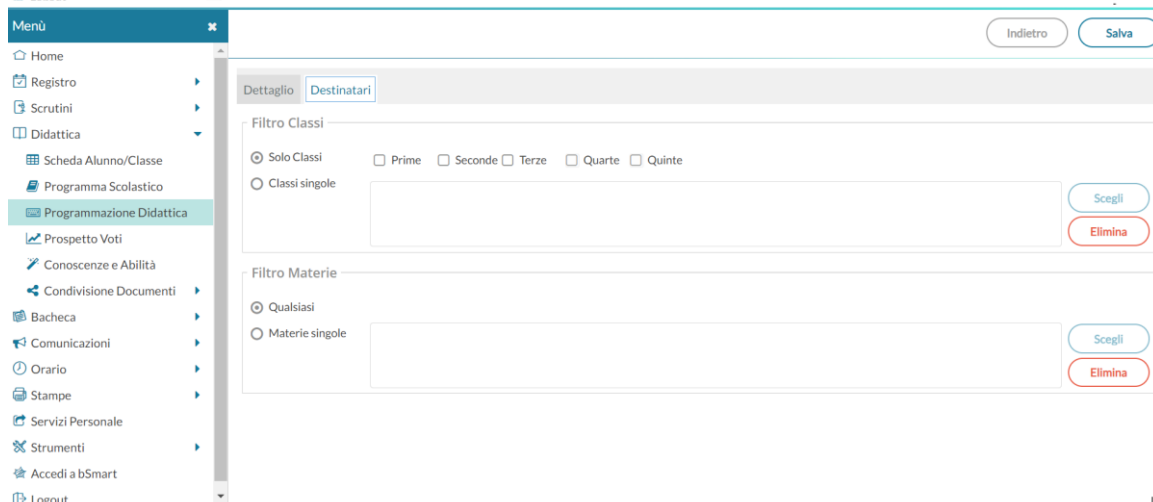 Menù
Indietro
Salva
Home
Registro
Scrutini
Didattica
Scheda Alunno/Classe
Programma Scolastico
Programmazione Didattica
Prospetto Voti
Conoscenze e Abilità
Condivisione Documenti
Bacheca
Comunicazioni
Orario
Stampe
Servizi Personale
Strumenti
Accedi a bSmart
Logout
Dettaglio Destinatari
Filtro Classi
Solo Classi Prime Seconde Terze Quarte Quinte
Classi singole
Scegli
Elimina
Filtro Materie
Qualsiasi
Materie singole
Scegli
Elimina